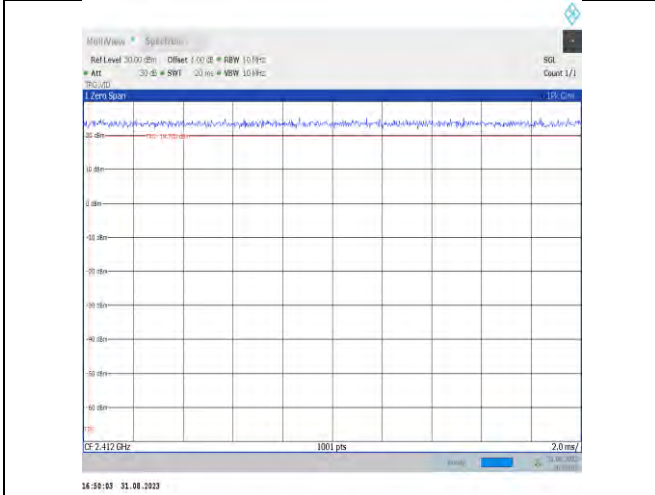 MultiView Spectrum
Ref Level 30.00 dBm Offset 1.00 dB RBW 10 MHz SGL
Att 30 dB SWT 20 ms VBW 10 MHz Count 1/1
TRG:VID
1 Zero Span
20 dBm
10 dBm
0 dBm
-10 dBm
-20 dBm
-30 dBm
-40 dBm
-50 dBm
-60 dBm
CF 2.412 GHz 1001 pts 2.0 ms/
16:50:03 31.08.2023